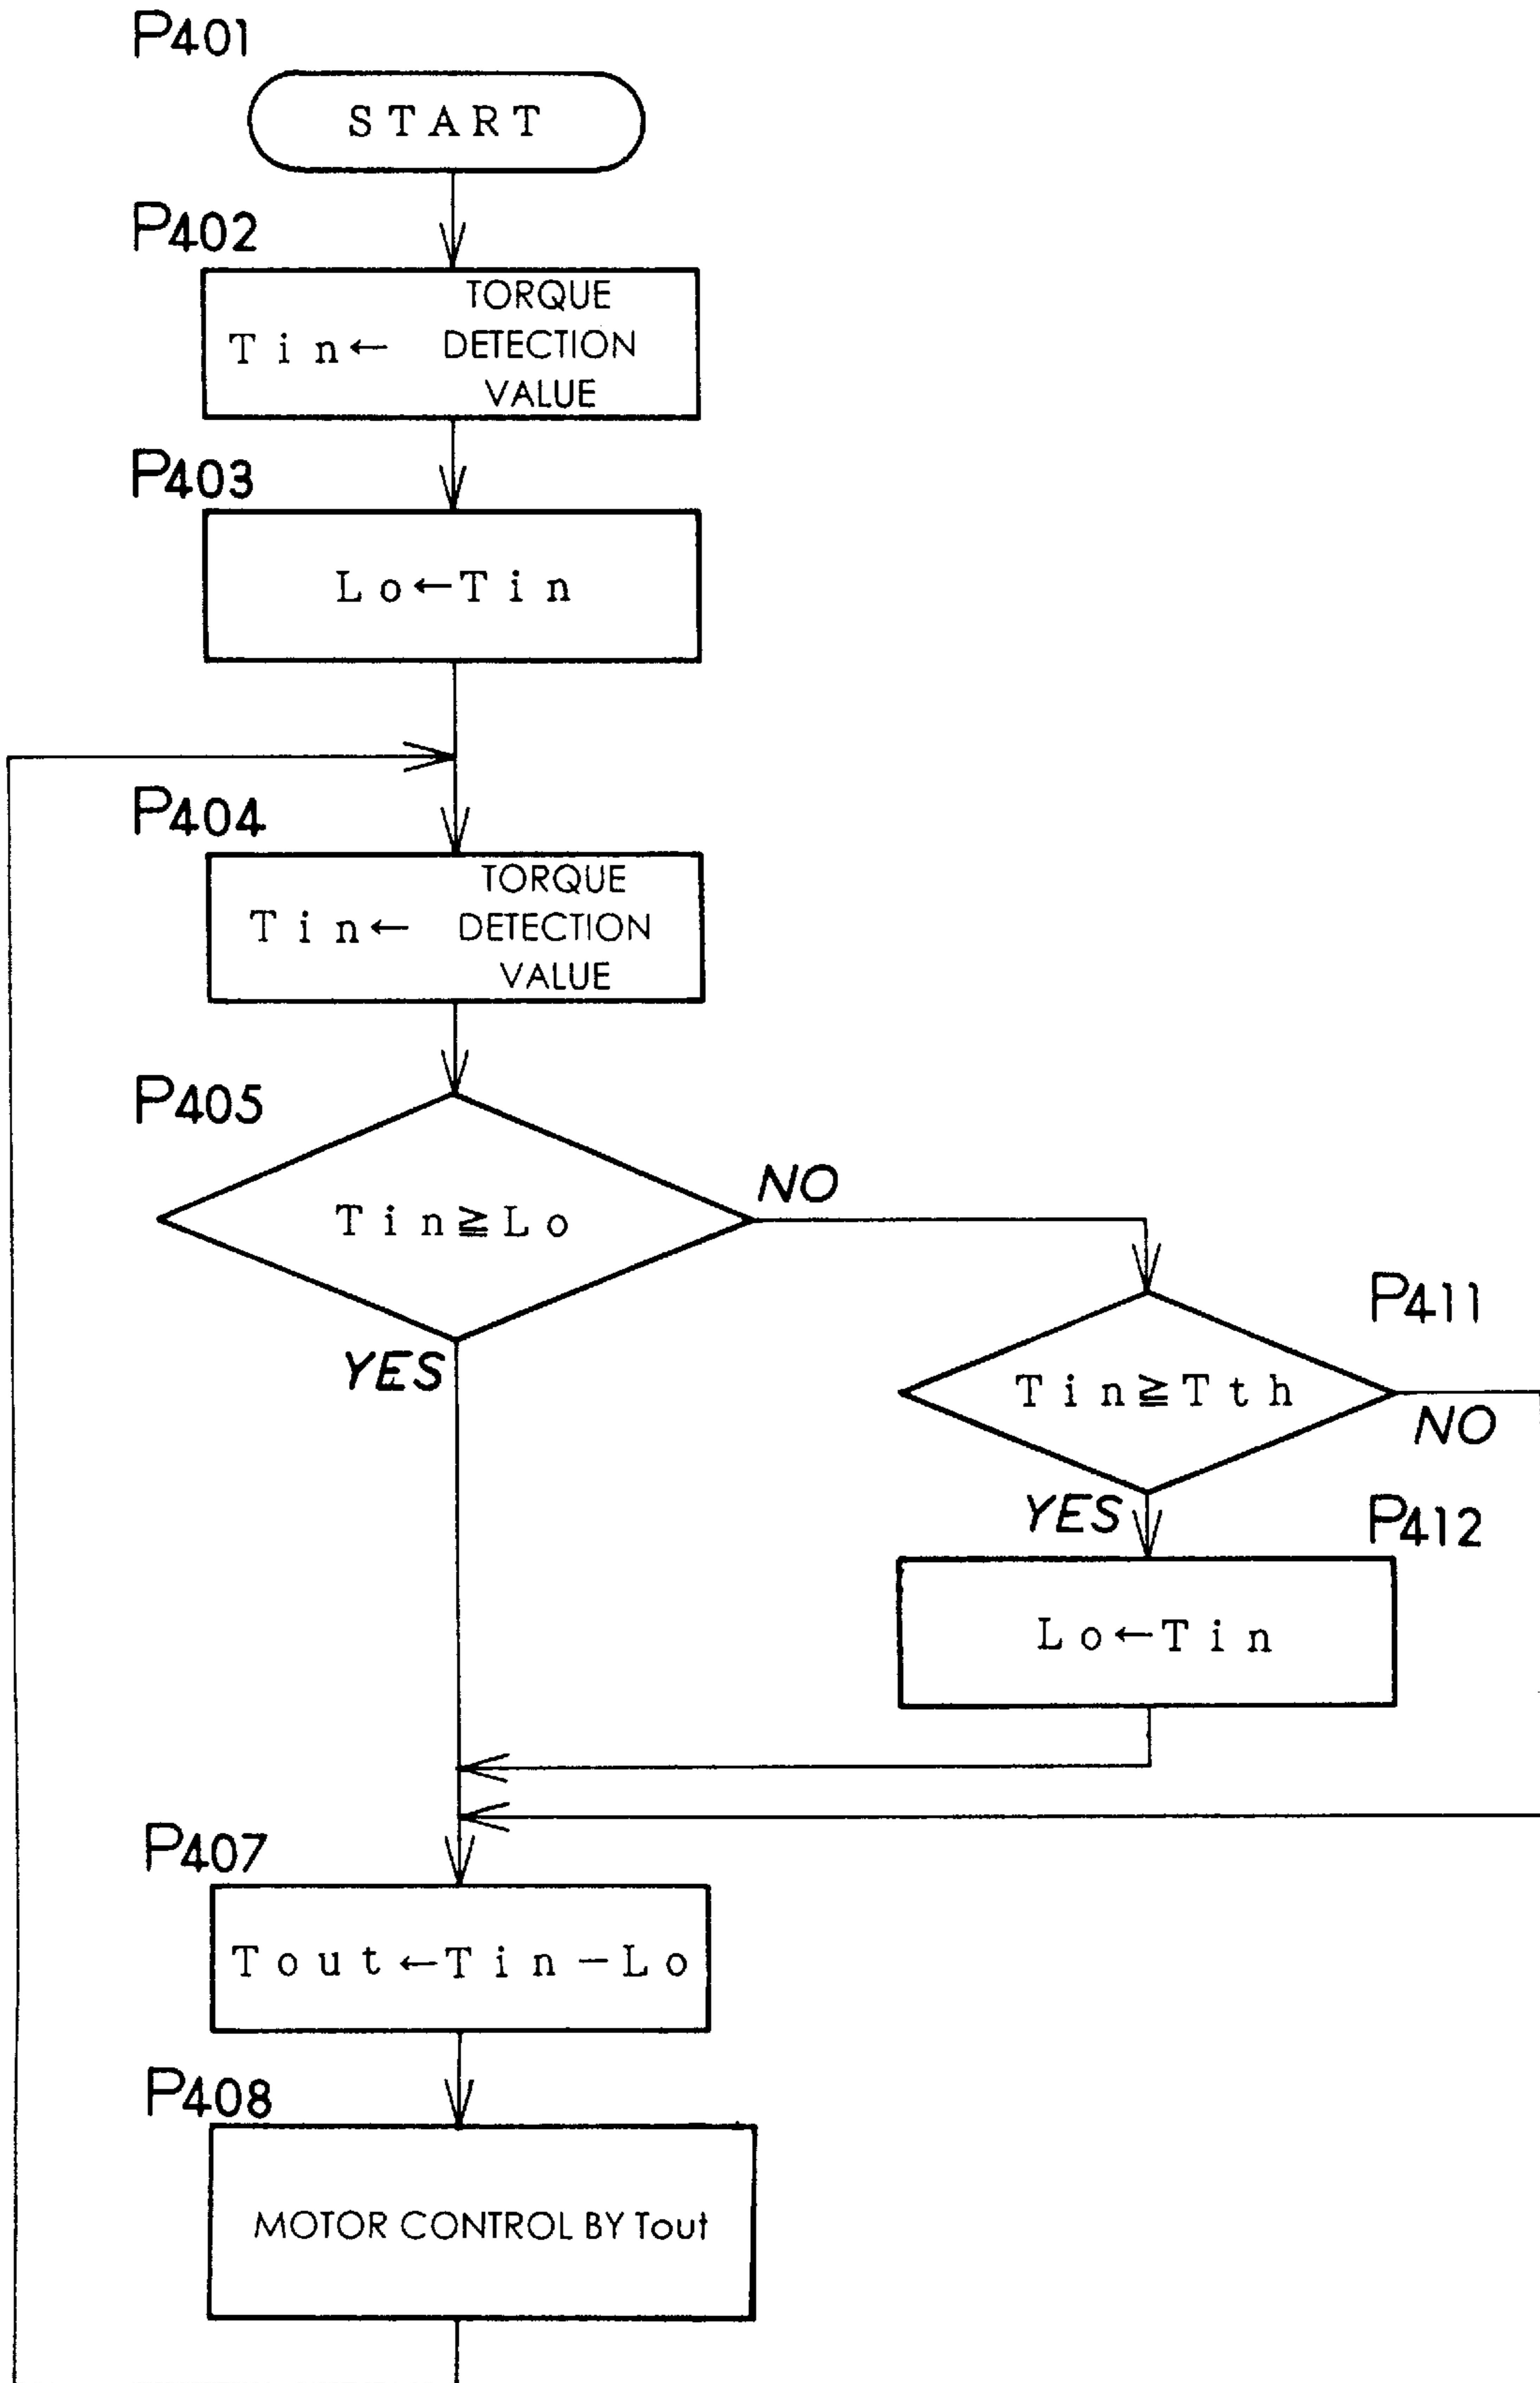 P401
START
P402
Tin← TORQUE
DETECTION
VALUE
P403
Lo←Tin
P404
Tin← TORQUE
DETECTION
VALUE
P405
Tin≧Lo
NO
YES
P411
Tin≧Tth
NO
YES
P412
Lo←Tin
P407
Tout←Tin-Lo
P408
MOTOR CONTROL BY Tout